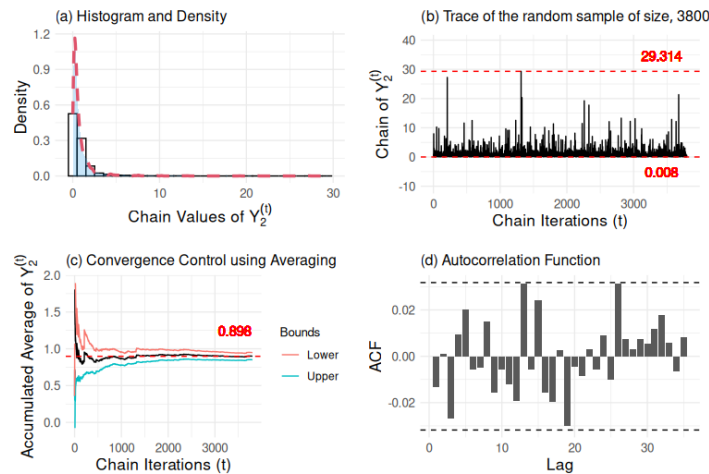 (a) Histogram and Density
1.2
0.9
0.6
0.3
0.0
Density
0
10
20
30
Chain Values of Y₂⁽ᵗ⁾
(b) Trace of the random sample of size, 3800
40
30
20
10
0
-10
Chain of Y₂⁽ᵗ⁾
29.314
0.008
0
1000
2000
3000
Chain Iterations (t)
(c) Convergence Control using Averaging
2.0
1.5
1.0
0.5
0.0
Accumulated Average of Y₂⁽ᵗ⁾
0.898
0
1000
2000
3000
Chain Iterations (t)
Bounds
Lower
Upper
(d) Autocorrelation Function
0.02
0.00
-0.02
ACF
0
10
20
30
Lag